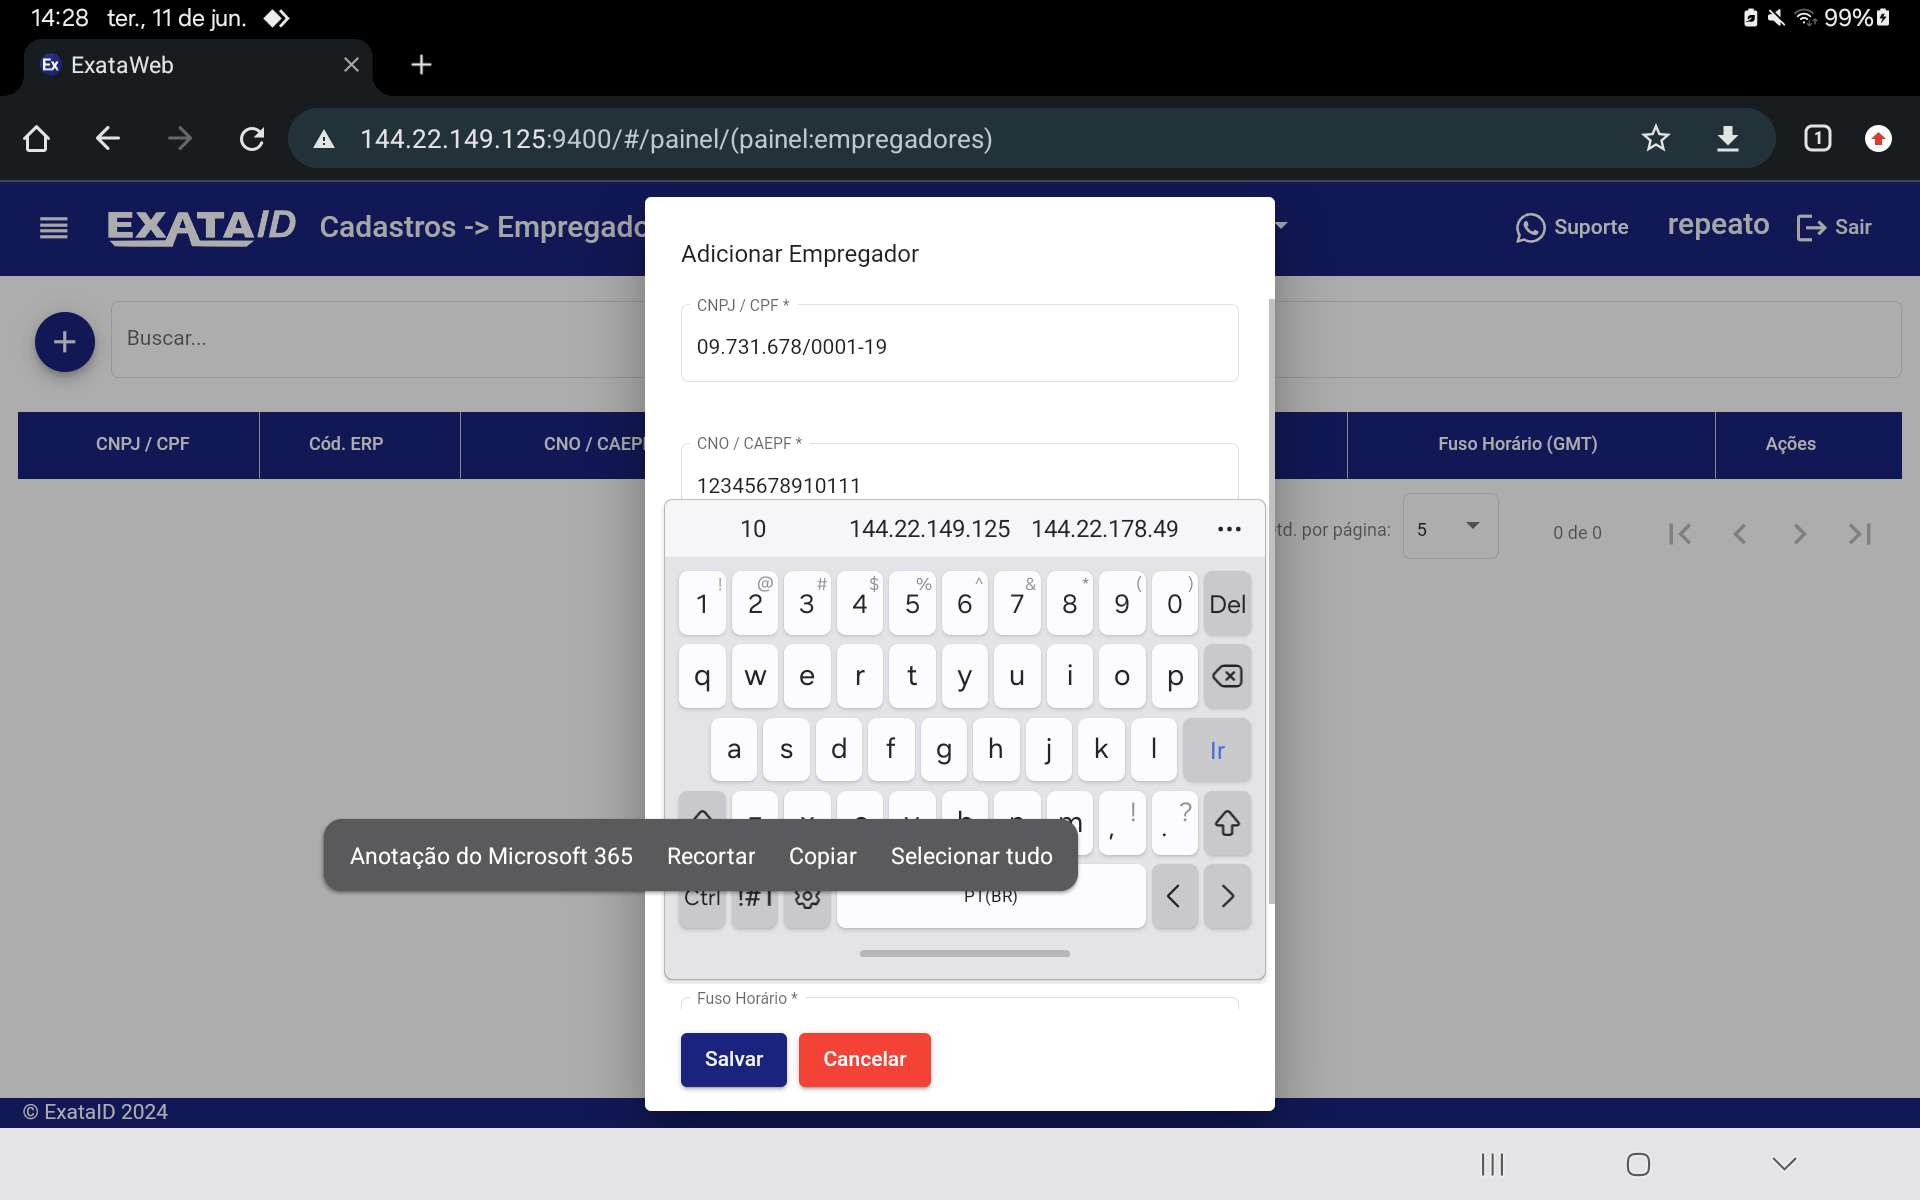 14:28 ter., 11 de jun. 99%
Ex ExataWeb
144.22.149.125:9400/#/painel/(painel:empregadores) 1
EXATAID Cadastros -> Empregado Suporte repeato Sair
Adicionar Empregador
CNPJ / CPF *
09.731.678/0001-19
Buscar...
CNPJ / CPF Cód. ERP CNO / CAEP Fuso Horário (GMT) Ações
CNO / CAEPF *
12345678910111
td. por página: 5 0 de 0
10 144.22.149.125 144.22.178.49 •••
1 ! 2 @ 3 # 4 $ 5 % 6 ^ 7 & 8 * 9 ( 0 ) Del
q w e r t y u i o p
a s d f g h j k l Ir
m , ! . ?
Anotação do Microsoft 365 Recortar Copiar Selecionar tudo
Ctrl !#1 PT(BR)
Fuso Horário *
Salvar Cancelar
© ExataID 2024